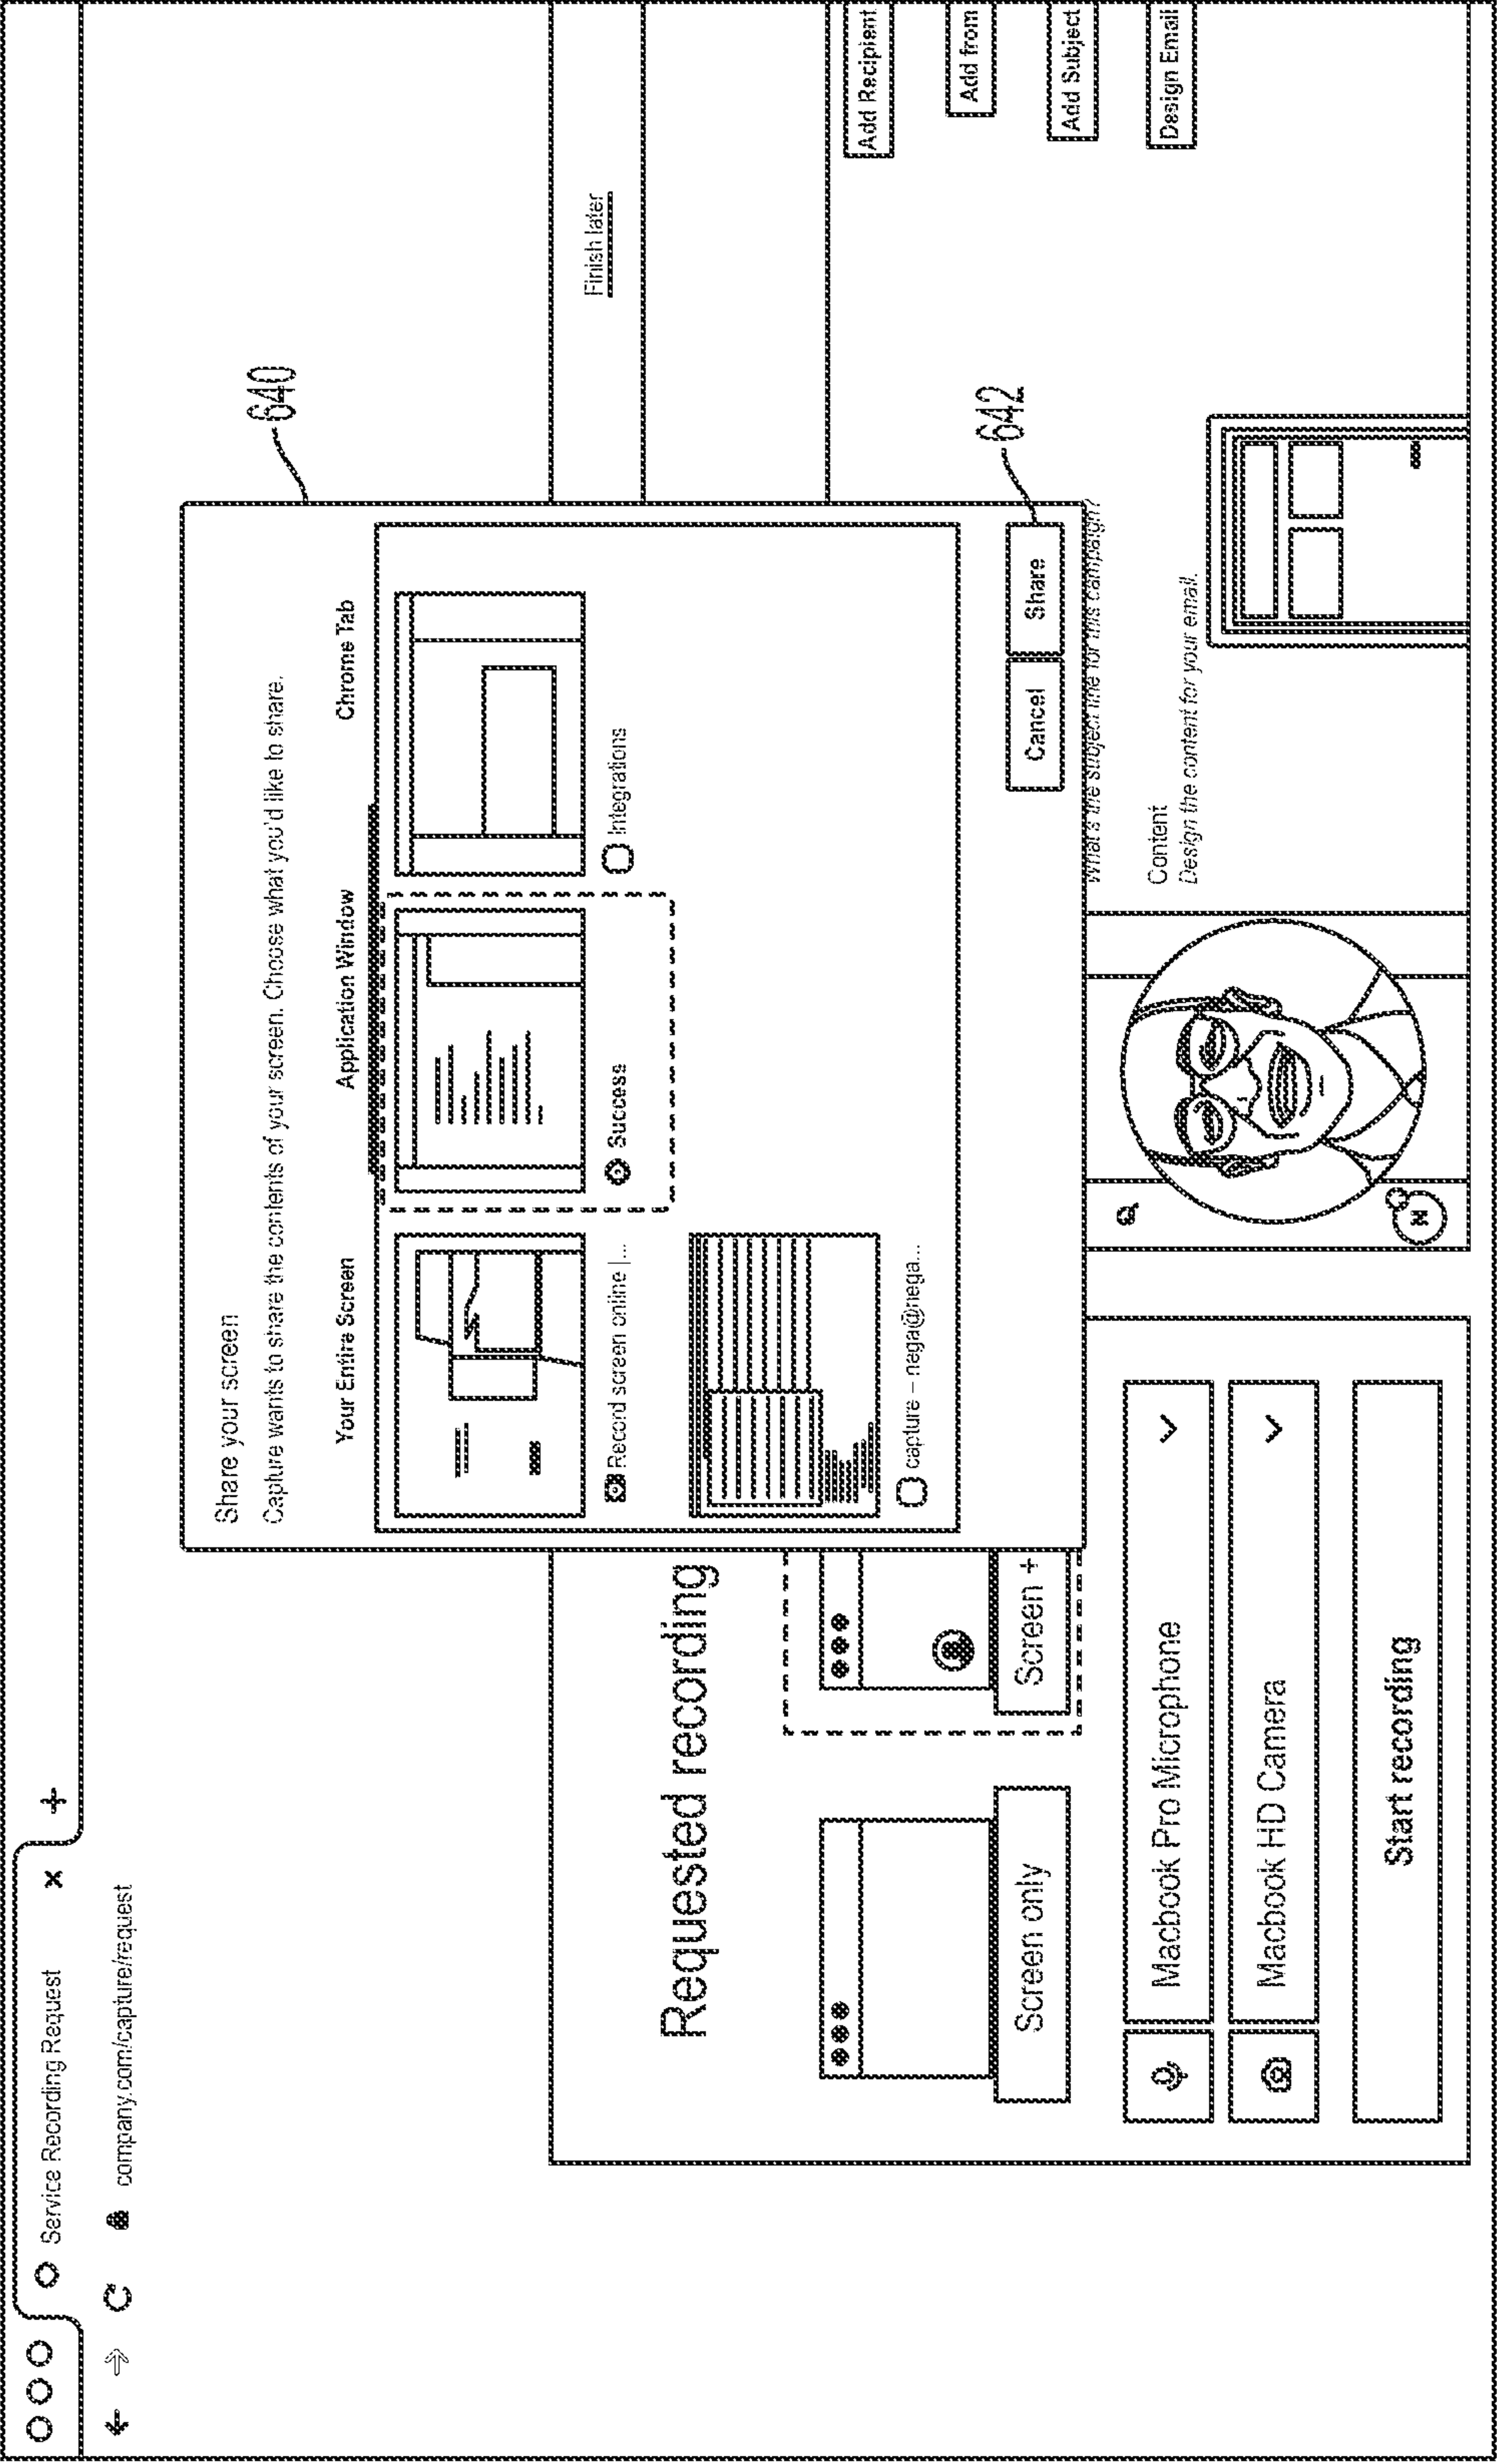 Service Recording Request
company.com/capture/request
640
Share your screen
Capture wants to share the contents of your screen. Choose what you'd like to share.
Your Entire Screen
Application Window
Chrome Tab
Record screen online |...
Success
Integrations
capture – nega@nega...
Cancel
Share
642
Finish later
Requested recording
Screen only
Screen +
Macbook Pro Microphone
Macbook HD Camera
Start recording
M
What's the subject line for this campaign?
Content
Design the content for your email.
Add Recipient
Add from
Add Subject
Design Email